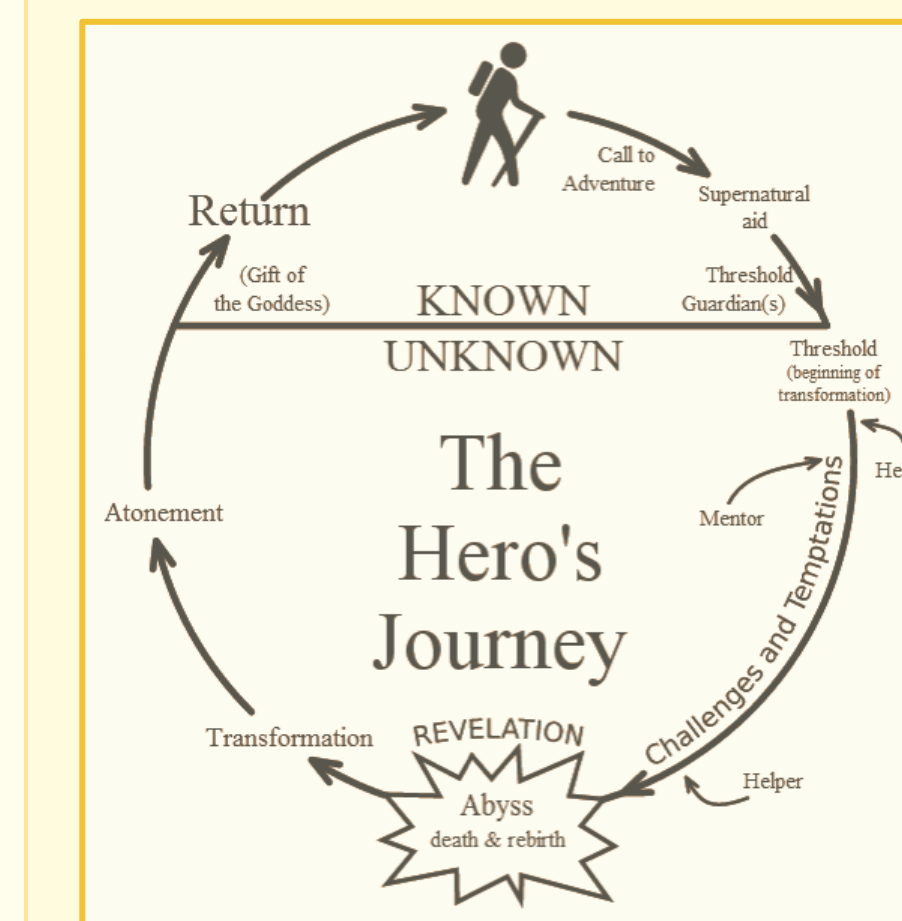 Call to
Adventure
Supernatural
aid
Return
(Gift of
the Goddess)
KNOWN
Threshold
Guardian(s)
UNKNOWN
Threshold
(beginning of
transformation)
The
Hero's
Journey
Mentor
Challenges and Temptations
Atonement
Transformation
REVELATION
Abyss
death & rebirth
Helper